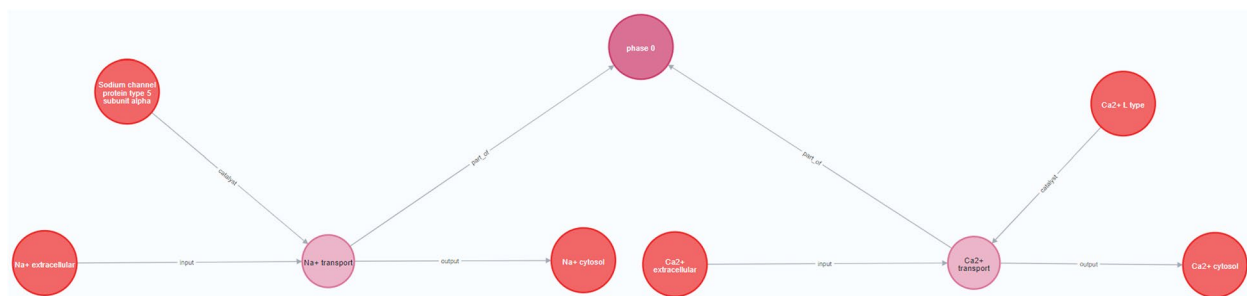 phase 0
Sodium channel
protein type 5
subunit alpha
Ca2+ L type
part_of
part_of
catalyst
catalyst
Na+ extracellular
input
Na+ transport
output
Na+ cytosol
Ca2+
extracellular
input
Ca2+
transport
output
Ca2+ cytosol